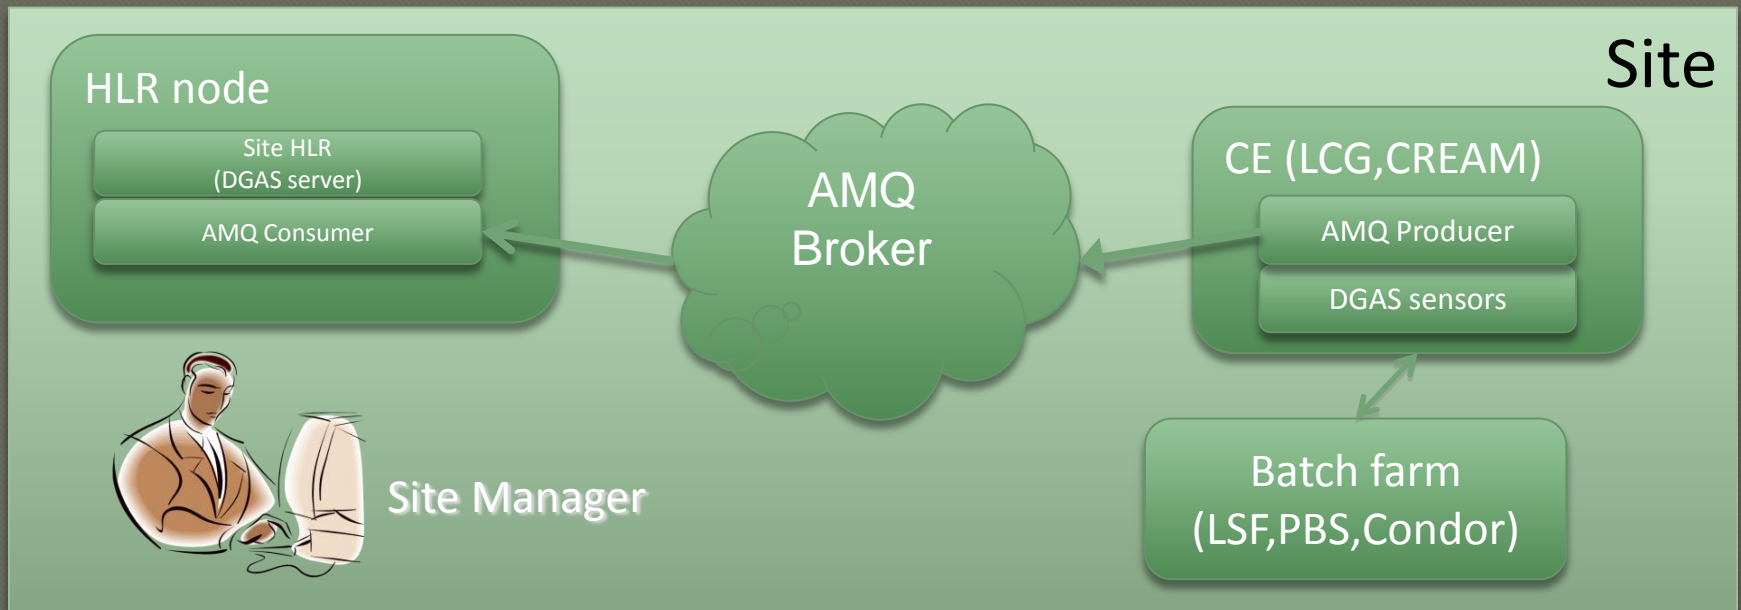 Site
HLR node
Site HLR
(DGAS server)
AMQ Consumer
AMQ
Broker
CE (LCG,CREAM)
AMQ Producer
DGAS sensors
Site Manager
Batch farm
(LSF,PBS,Condor)